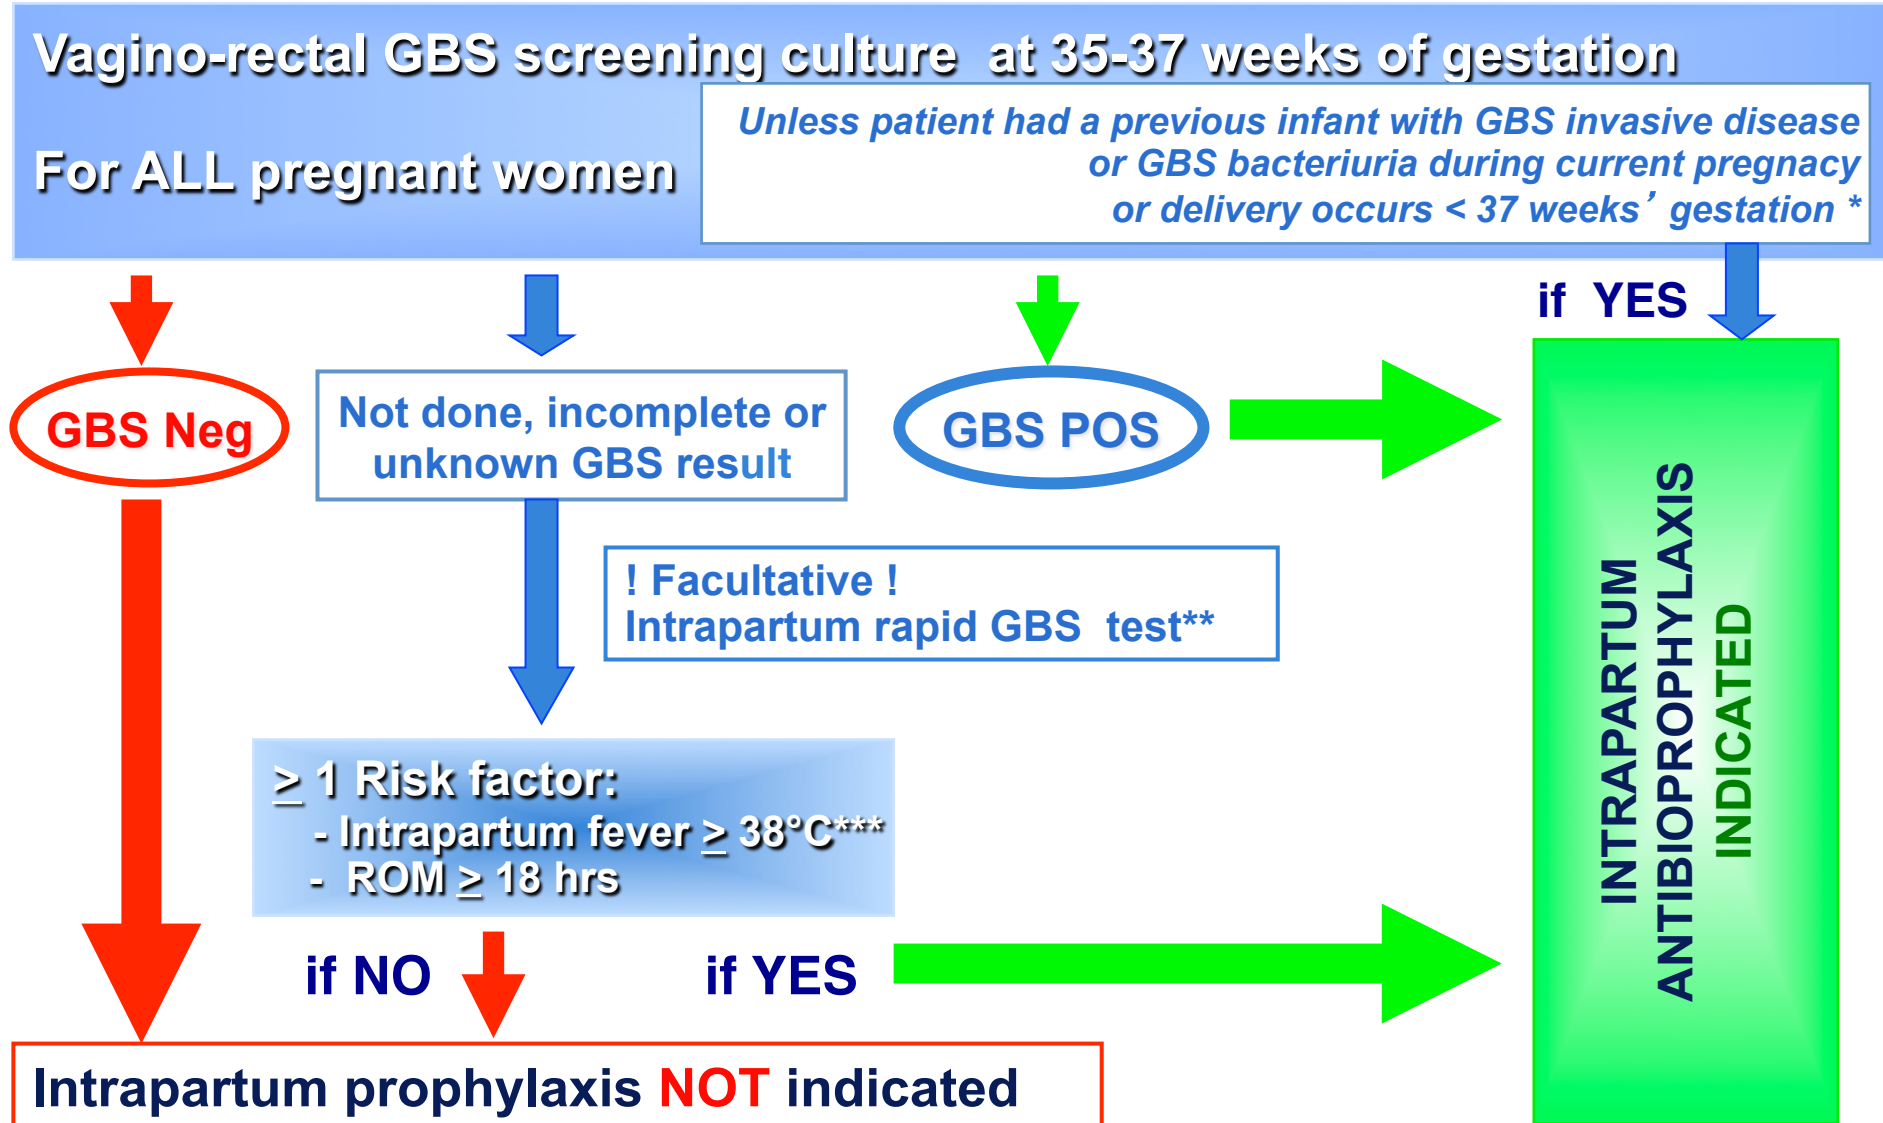 Vagino-rectal GBS screening culture at 35-37 weeks of gestation
For ALL pregnant women
Unless patient had a previous infant with GBS invasive disease
or GBS bacteriuria during current pregnacy
or delivery occurs < 37 weeks’ gestation *
if YES
GBS Neg
Not done, incomplete or
unknown GBS result
GBS POS
! Facultative !
Intrapartum rapid GBS test**
≥ 1 Risk factor:
- Intrapartum fever ≥ 38°C***
- ROM ≥ 18 hrs
if NO
if YES
INTRAPARTUM
ANTIBIOPROPHYLAXIS
INDICATED
Intrapartum prophylaxis NOT indicated